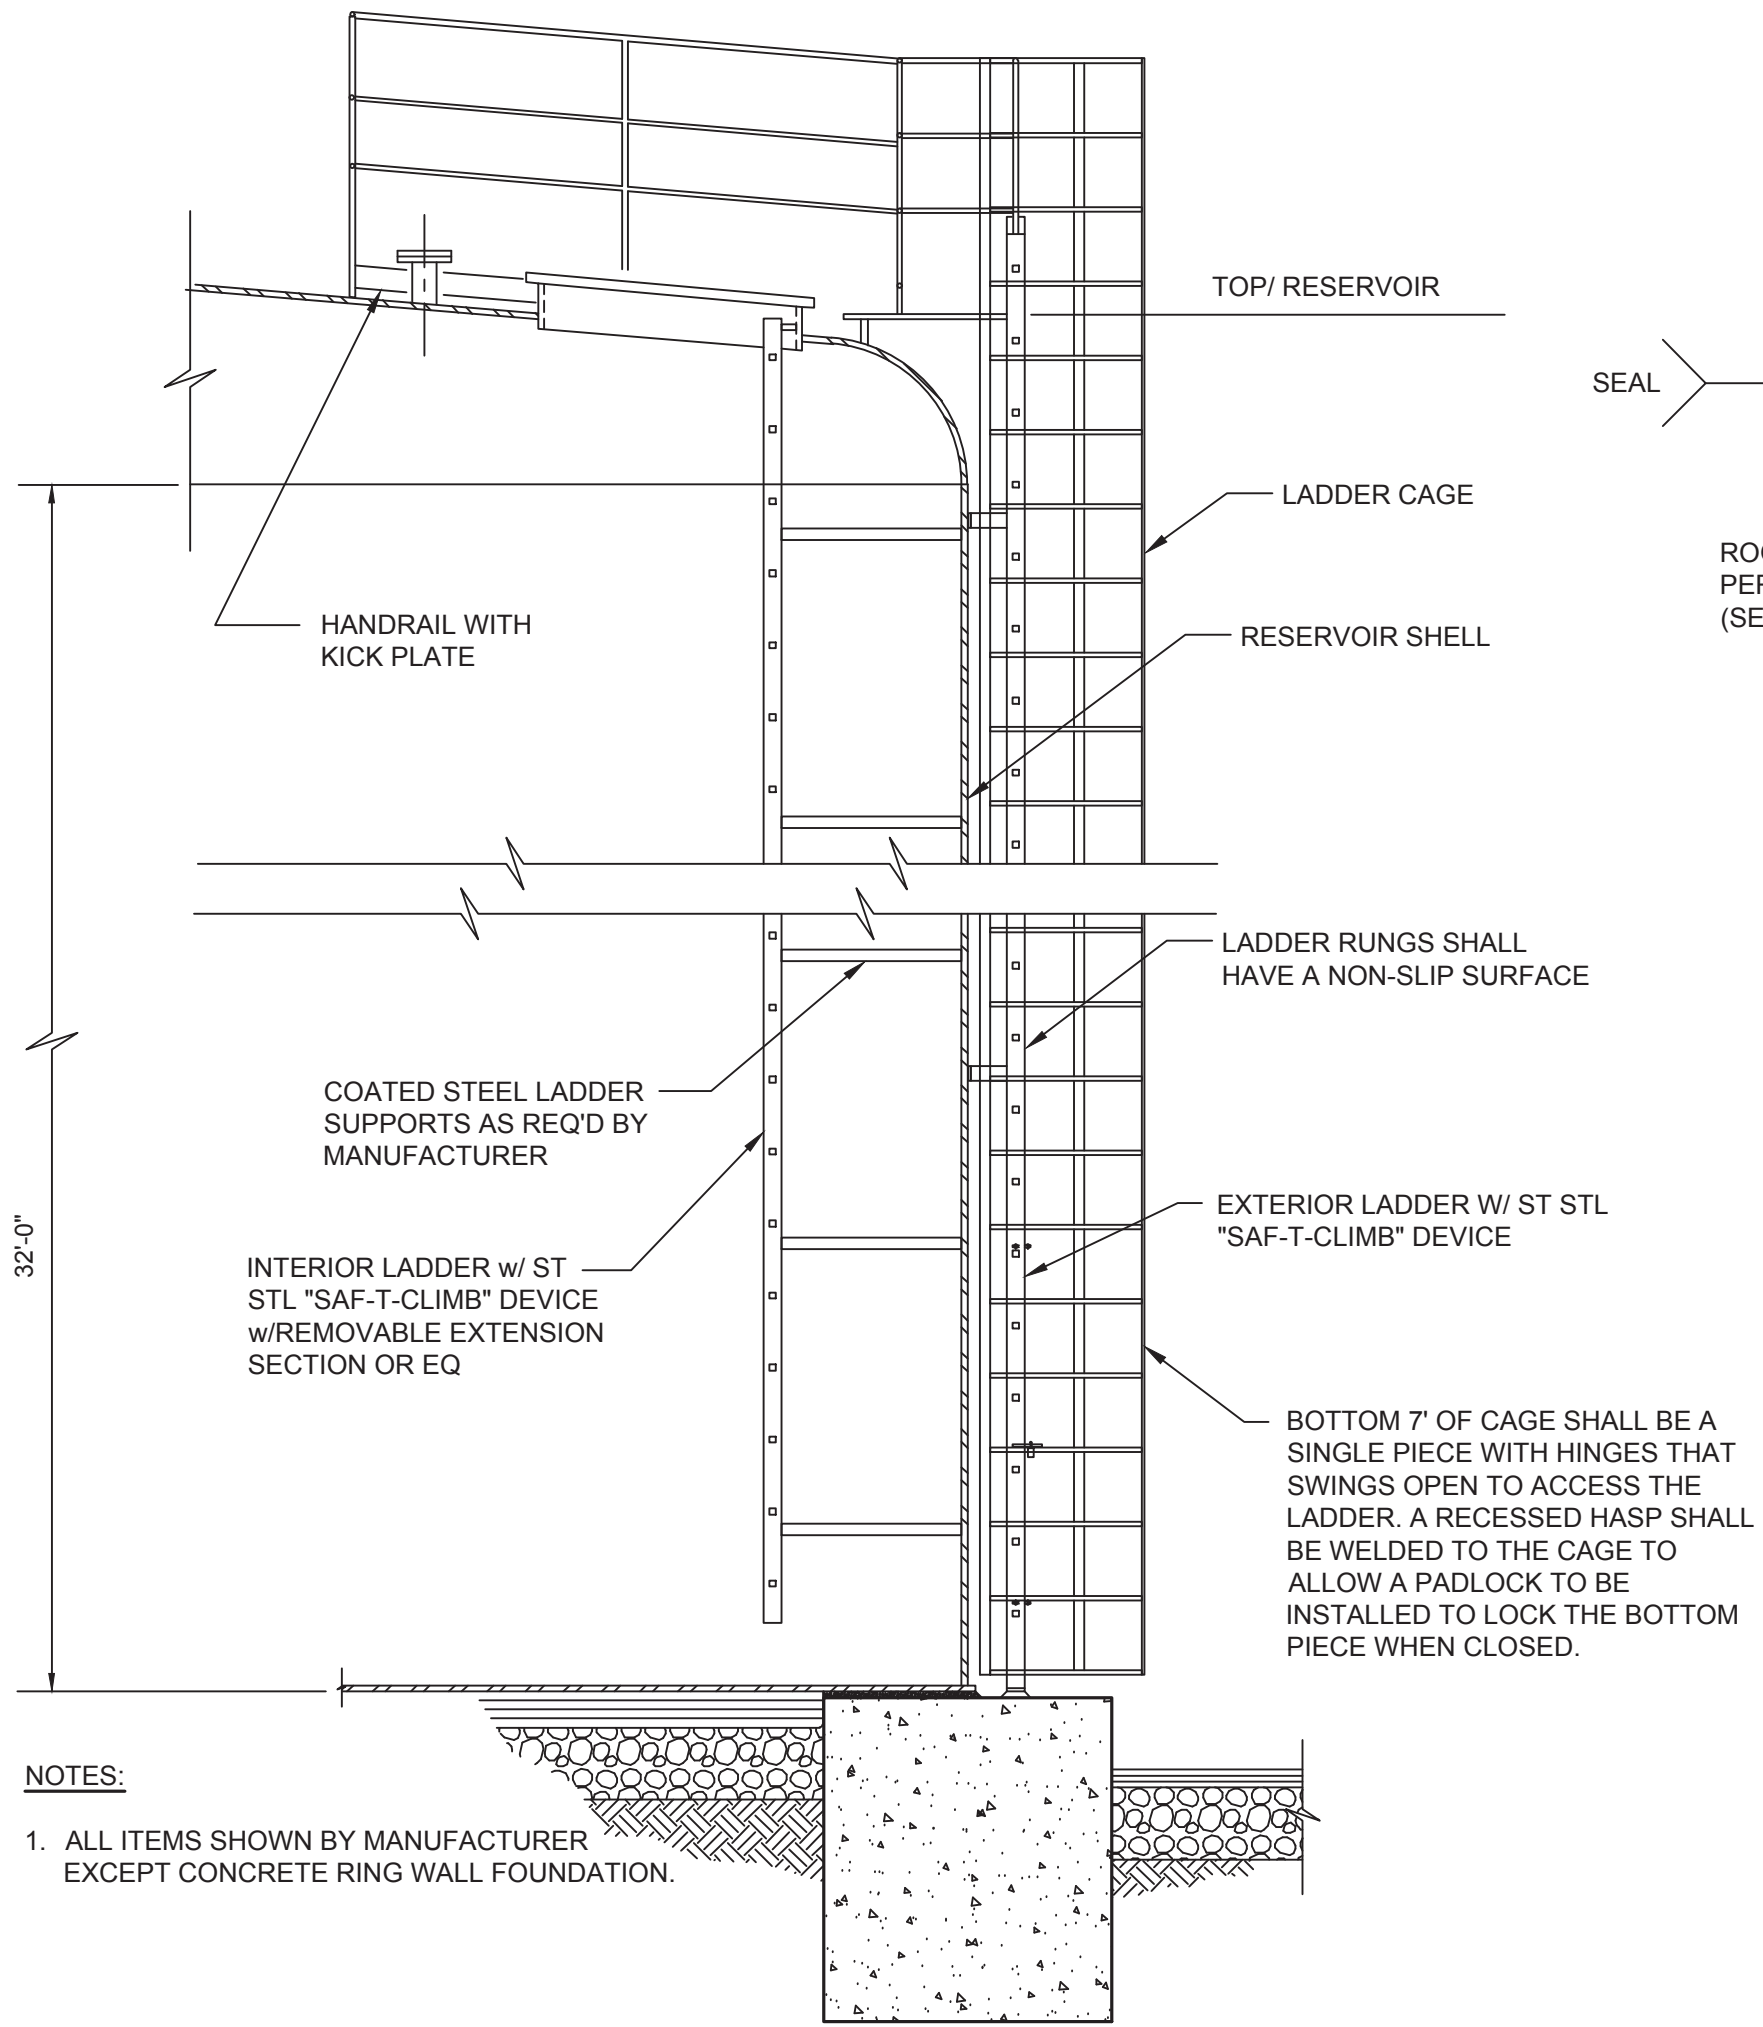 TOP/ RESERVOIR
SEAL
LADDER CAGE
HANDRAIL WITH
KICK PLATE
RESERVOIR SHELL
LADDER RUNGS SHALL
HAVE A NON-SLIP SURFACE
COATED STEEL LADDER
SUPPORTS AS REQ'D BY
MANUFACTURER
EXTERIOR LADDER W/ ST STL
"SAF-T-CLIMB" DEVICE
32'-0"
INTERIOR LADDER w/ ST
STL "SAF-T-CLIMB" DEVICE
w/REMOVABLE EXTENSION
SECTION OR EQ
BOTTOM 7' OF CAGE SHALL BE A
SINGLE PIECE WITH HINGES THAT
SWINGS OPEN TO ACCESS THE
LADDER. A RECESSED HASP SHALL
BE WELDED TO THE CAGE TO
ALLOW A PADLOCK TO BE
INSTALLED TO LOCK THE BOTTOM
PIECE WHEN CLOSED.
NOTES:
1. ALL ITEMS SHOWN BY MANUFACTURER
EXCEPT CONCRETE RING WALL FOUNDATION.